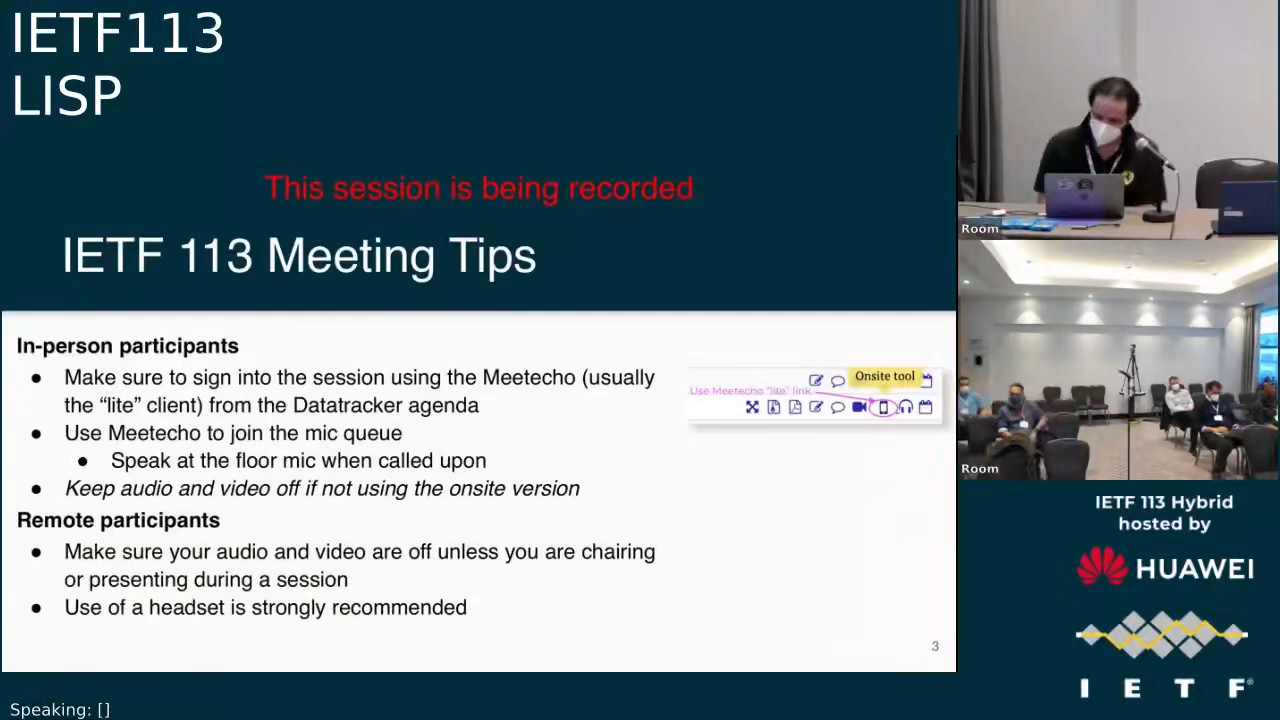 IETF113
LISP
This session is being recorded
IETF 113 Meeting Tips
In-person participants
● Make sure to sign into the session using the Meetecho (usually
the “lite” client) from the Datatracker agenda
● Use Meetecho to join the mic queue
● Speak at the floor mic when called upon
● Keep audio and video off if not using the onsite version
Remote participants
● Make sure your audio and video are off unless you are chairing
or presenting during a session
● Use of a headset is strongly recommended
Onsite tool
Use Meetecho “lite” link
3
Room
Room
IETF 113 Hybrid
hosted by
HUAWEI
I E T F®
Speaking: []